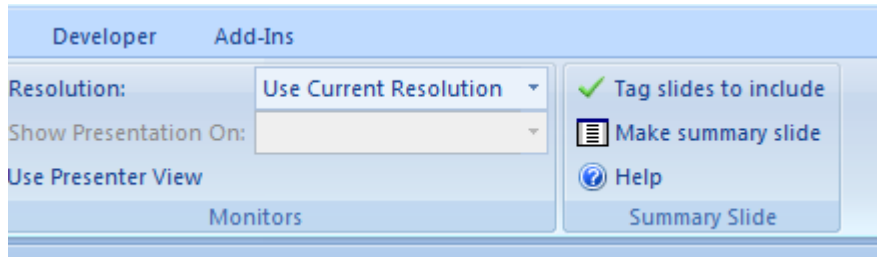 Developer Add-Ins
Resolution: Use Current Resolution
Show Presentation On:
Use Presenter View
Monitors
Tag slides to include
Make summary slide
Help
Summary Slide